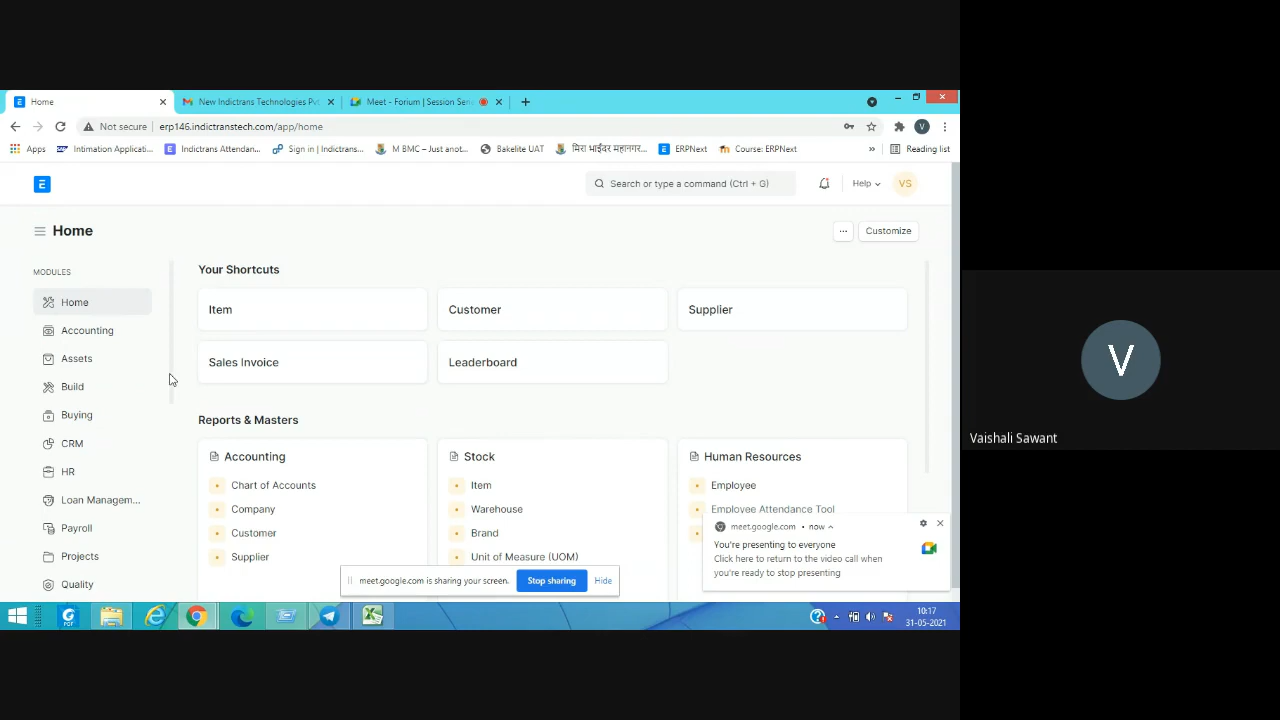 Home
New Indictrans Technologies Pvt
Meet - Forium | Session Seri
Not secure
erp146.indictranstech.com/app/home
V
Apps
Intimation Applicati...
Indictrans Attendan...
Sign in | Indictrans...
M BMC – Just anot...
Bakelite UAT
मिरा भाईंदर महानगर...
ERPNext
Course: ERPNext
»
Reading list
E
Search or type a command (Ctrl + G)
Help
VS
Home
...
Customize
MODULES
Home
Accounting
Assets
Build
Buying
CRM
HR
Loan Managem...
Payroll
Projects
Quality
Your Shortcuts
Item
Customer
Supplier
Sales Invoice
Leaderboard
Reports & Masters
Accounting
Chart of Accounts
Company
Customer
Supplier
Stock
Item
Warehouse
Brand
Unit of Measure (UOM)
Human Resources
Employee
Employee Attendance Tool
meet.google.com • now
You're presenting to everyone
Click here to return to the video call when
you're ready to stop presenting
meet.google.com is sharing your screen.
Stop sharing
Hide
10:17
31-05-2021
V
Vaishali Sawant